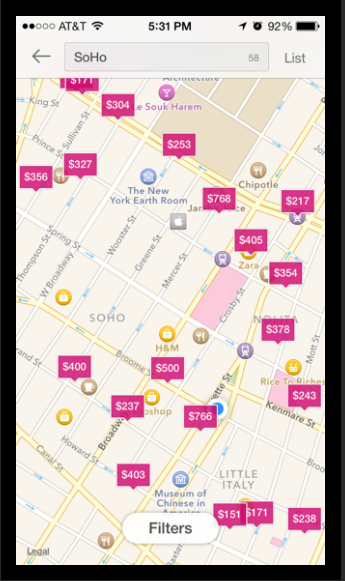 AT&T 5:31 PM 92%
SoHo 58 List
$171
Architecture
King St
$304
Le Souk Harem
Prince St
Sullivan St
$253
$327
$356
The New
York Earth Room
Chipotle
$768
$217
Spring St
Wooster St
Greene St
$405
Zara
Thompson St
W Broadway
Mercer St
$354
Crosby St
SOHO
NOLITA
$378
H&M
Mott St
Broome St
$400
$500
Rice To Riches
$237
$243
$766
Kenmare St
Howard St
Canal St
$403
LITTLE
ITALY
Museum of
Chinese in
America
$151
$171
$238
Filters
Legal
Baxter